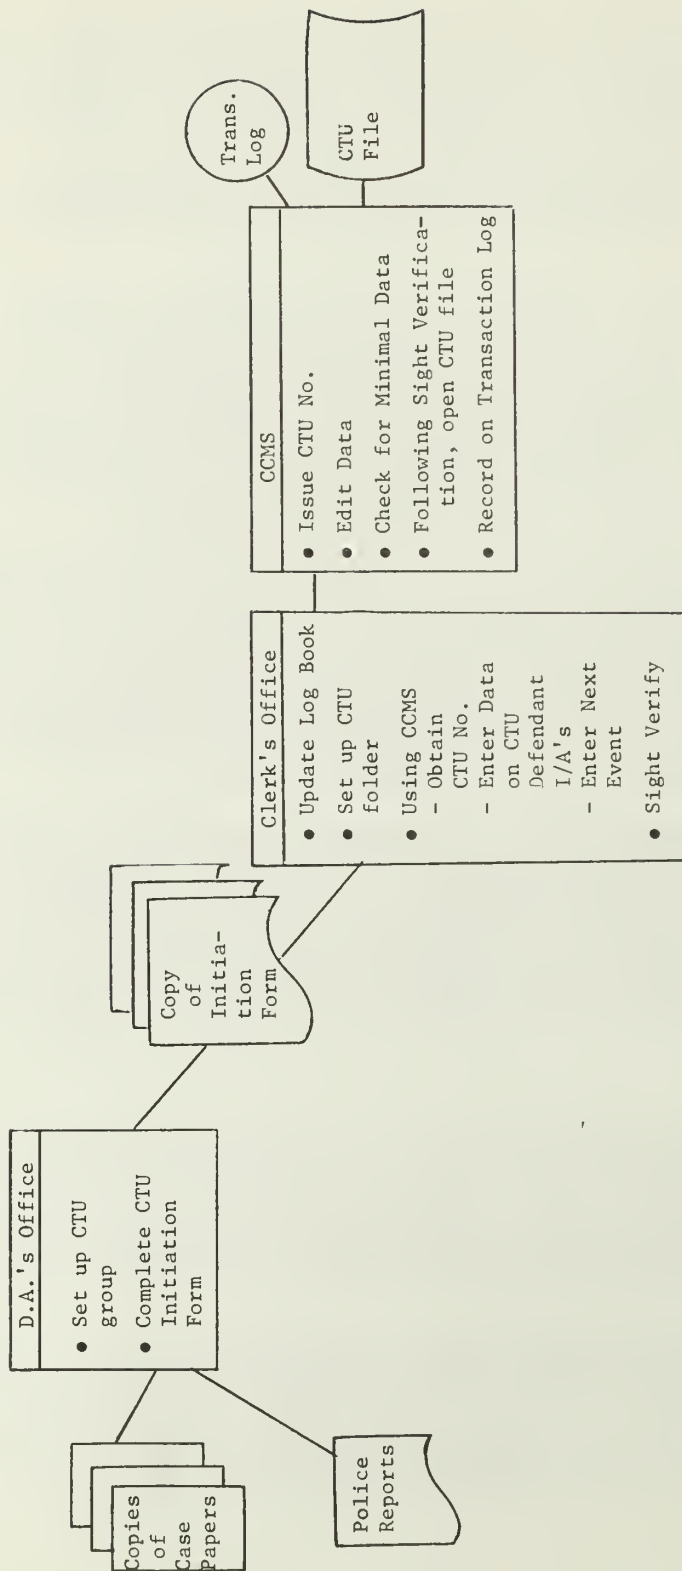 Copies
of
Case
Papers
Police
Reports
D.A.'s Office
● Set up CTU
group
● Complete CTU
Initiation
Form
Copy
of
Initia-
tion
Form
Clerk's Office
● Update Log Book
● Set up CTU
folder
● Using CCMS
- Obtain
CTU No.
- Enter Data
on CTU
Defendant
I/A's
- Enter Next
Event
● Sight Verify
CCMS
● Issue CTU No.
● Edit Data
● Check for Minimal Data
● Following Sight Verifica-
tion, open CTU file
● Record on Transaction Log
Trans.
Log
CTU
File